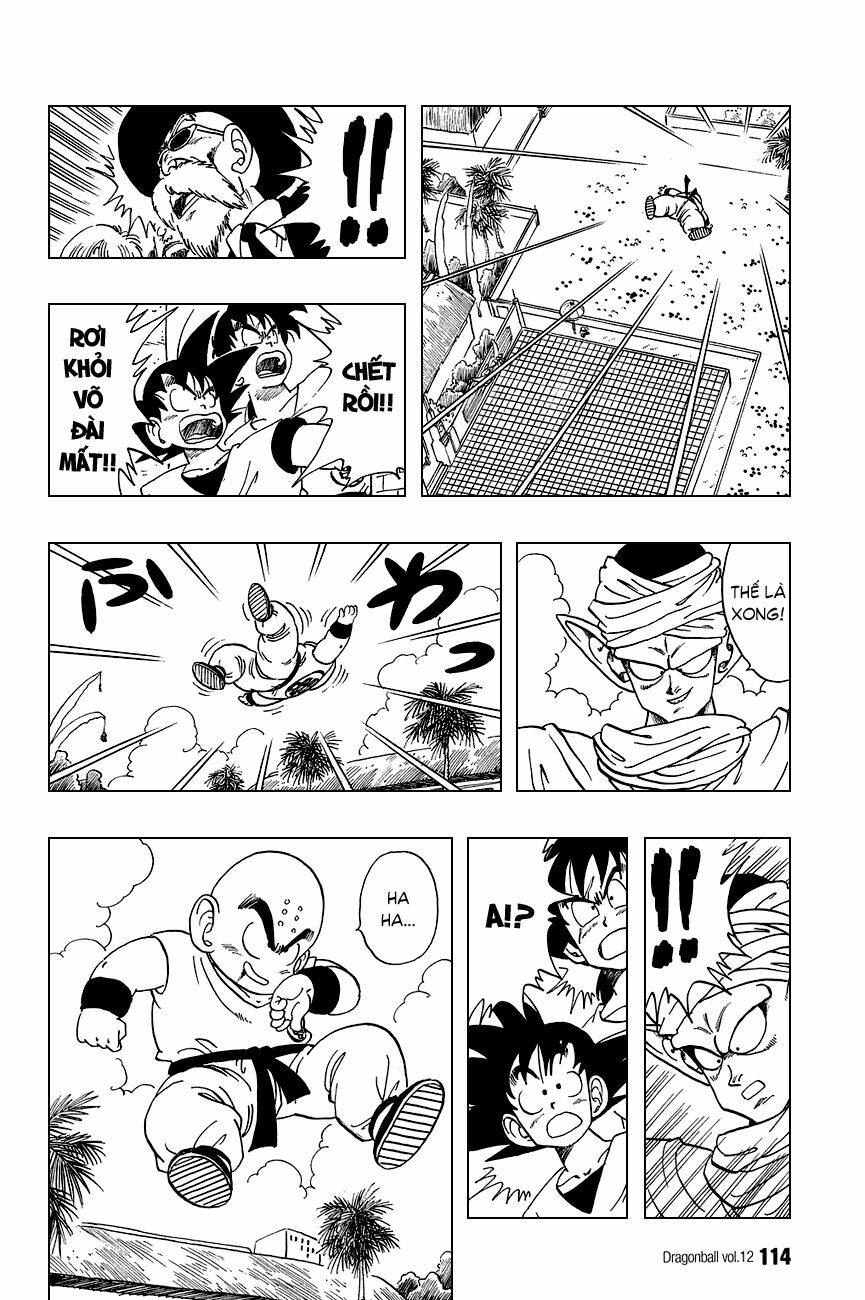 !!
CHẾT
RỒI!!
RƠI
KHỎI
VÕ
ĐÀI
MẤT!!
THẾ LÀ
XONG!
ふわっ
!!
A!?
HA
HA...
Dragonball vol.12 114